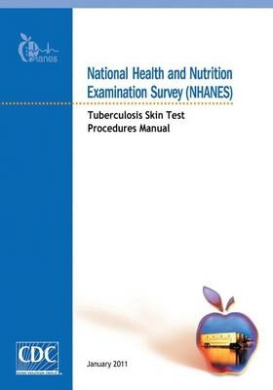 nhanes
National Health and Nutrition
Examination Survey (NHANES)
Tuberculosis Skin Test
Procedures Manual
CDC
January 2011